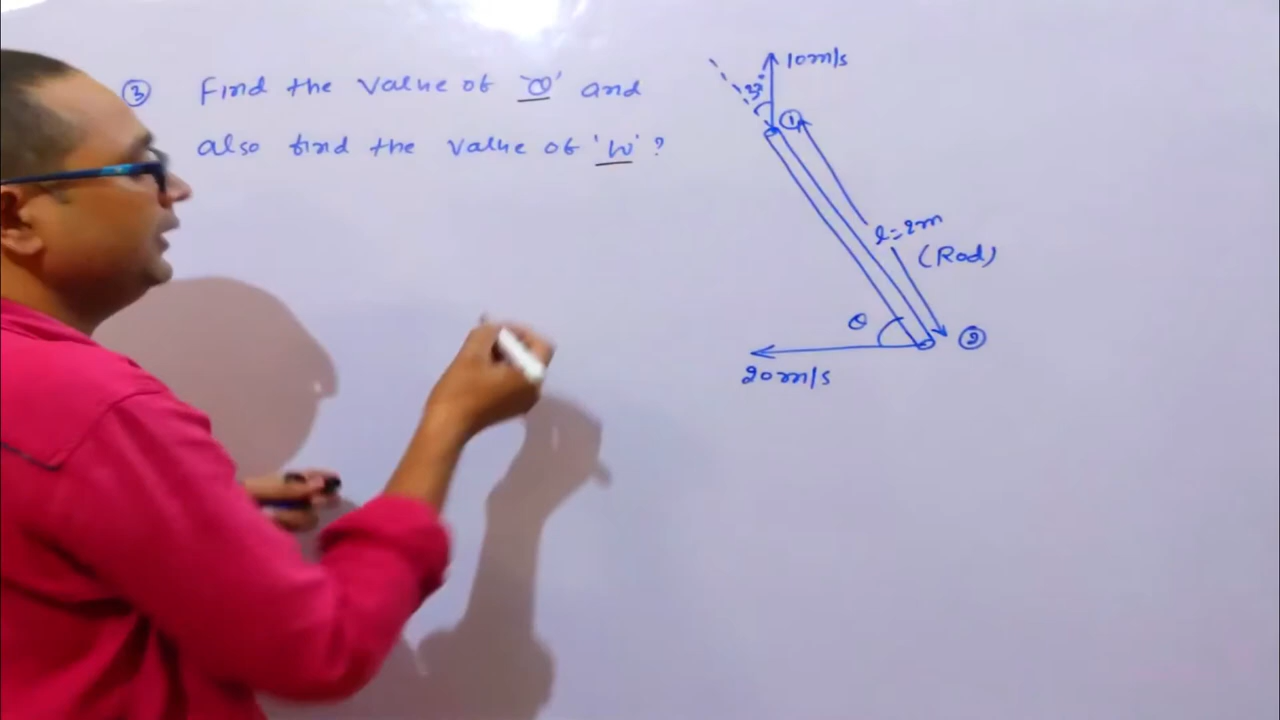 ③ Find the value of 'θ' and
also find the value of 'W'?
10m/s
①
l=2m
(Rod)
θ
②
20m/s